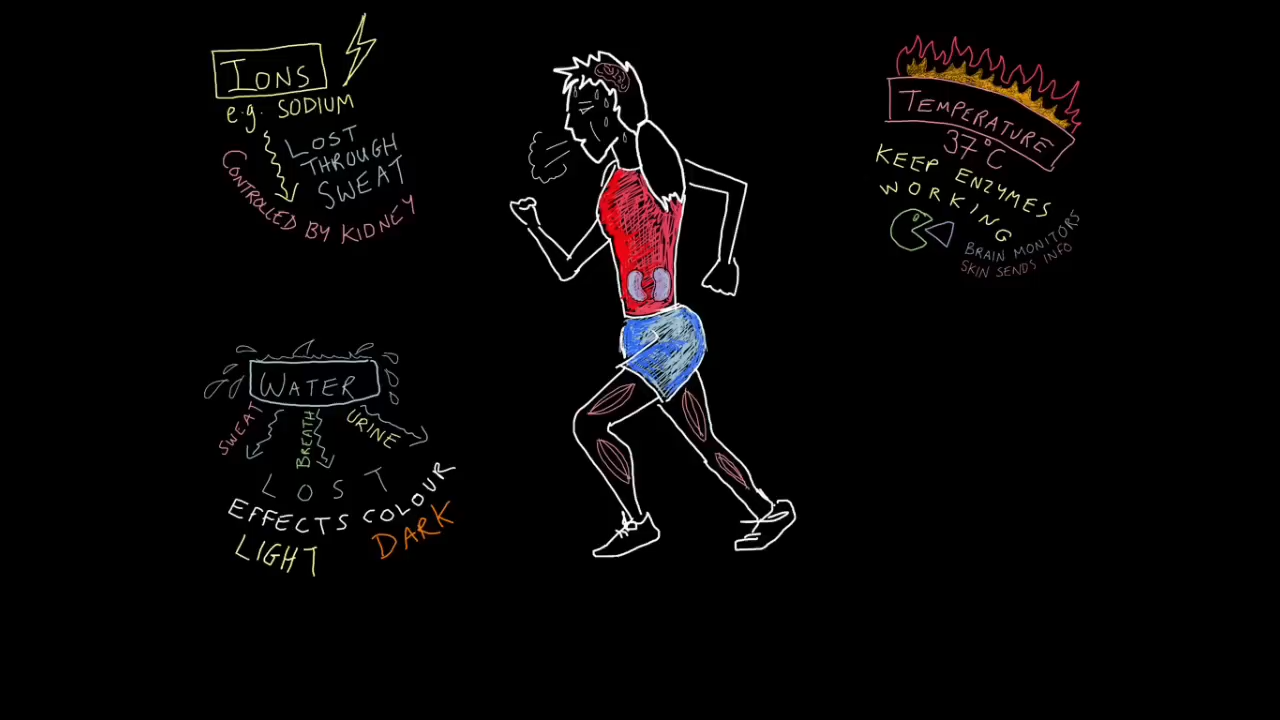 IONS
e.g. SODIUM
LOST
THROUGH
SWEAT
CONTROLLED BY KIDNEY
WATER
SWEAT
BREATH
URINE
LOST
EFFECTS COLOUR
LIGHT
DARK
TEMPERATURE
37°C
KEEP ENZYMES
WORKING
BRAIN MONITORS
SKIN SENDS INFO